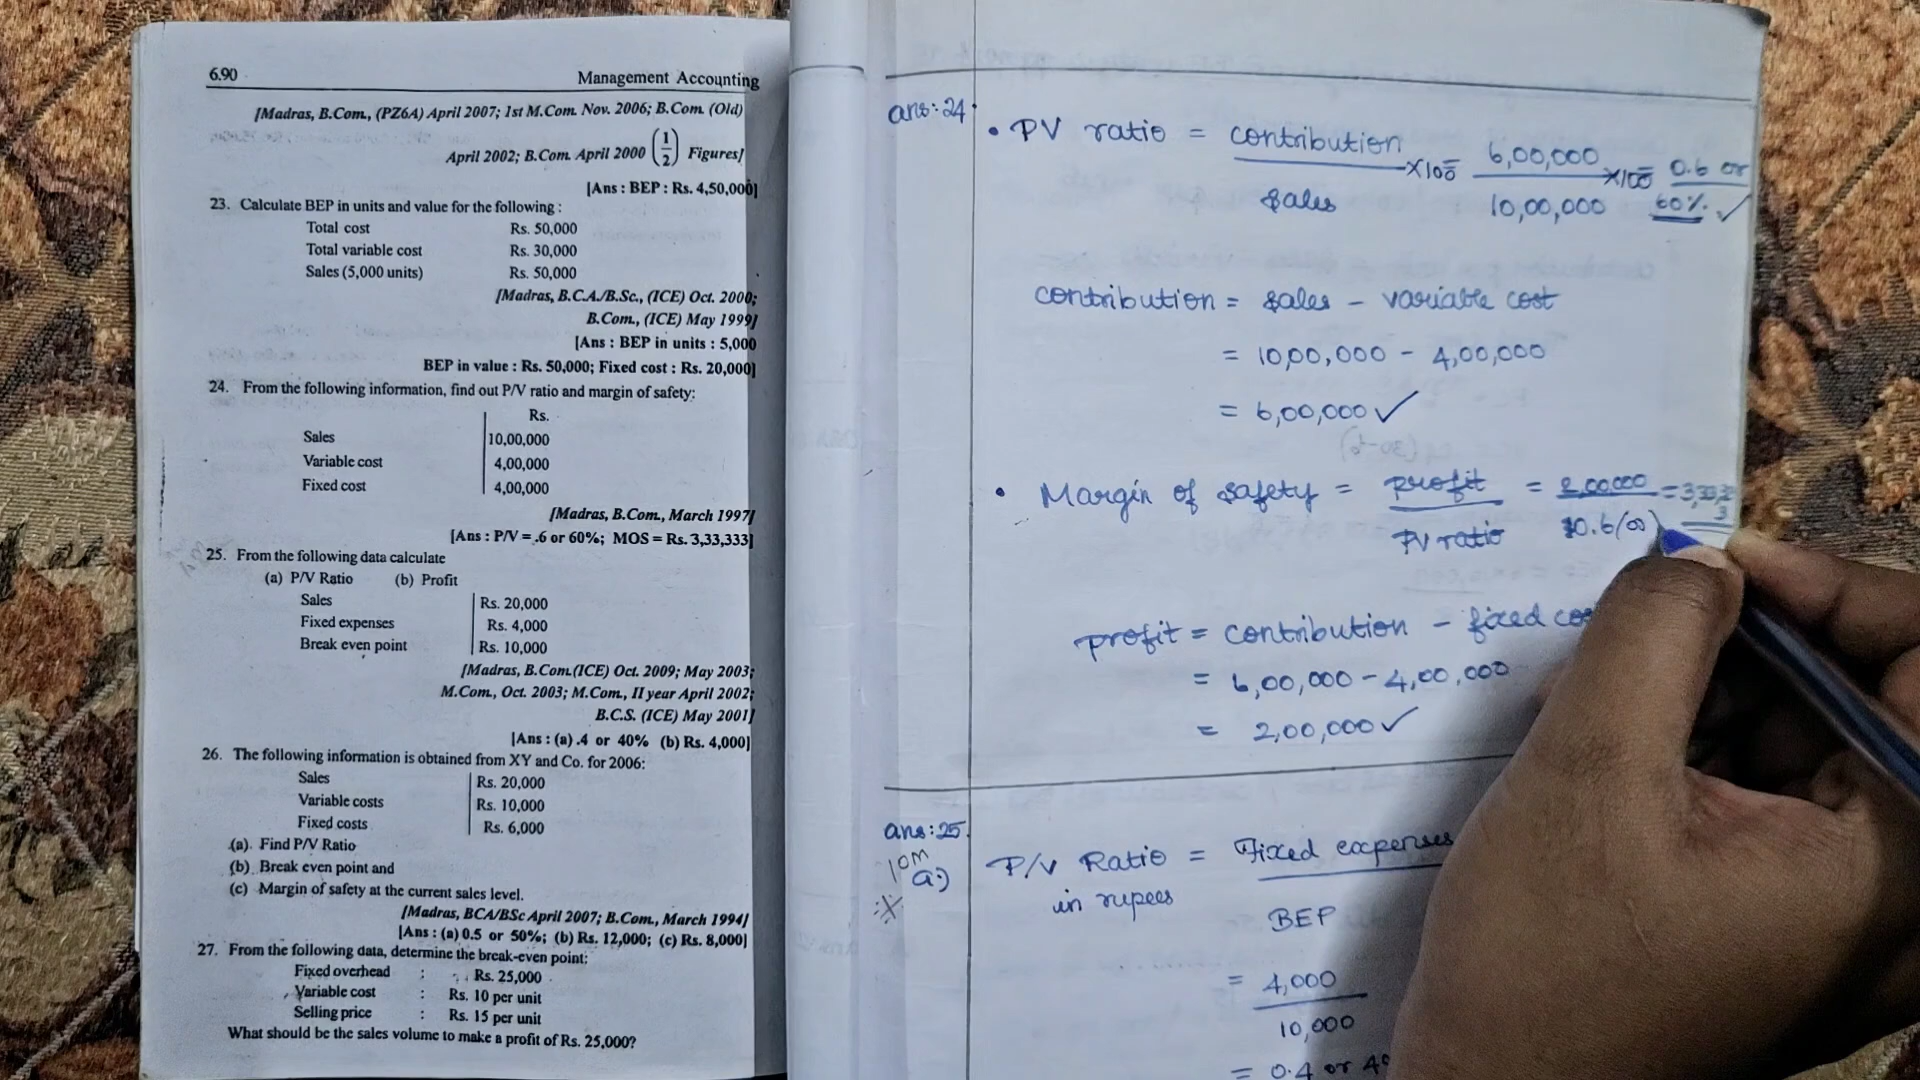 6.90 Management Accounting
[Madras, B.Com., (PZ6A) April 2007; 1st M.Com. Nov. 2006; B.Com. (Old)
April 2002; B.Com. April 2000 (1/2) Figures]
[Ans : BEP : Rs. 4,50,000]
23. Calculate BEP in units and value for the following :
Total cost Rs. 50,000
Total variable cost Rs. 30,000
Sales (5,000 units) Rs. 50,000
[Madras, B.C.A./B.Sc., (ICE) Oct. 2000;
B.Com., (ICE) May 1999]
[Ans : BEP in units : 5,000
BEP in value : Rs. 50,000; Fixed cost : Rs. 20,000]
24. From the following information, find out P/V ratio and margin of safety:
Rs.
Sales 10,00,000
Variable cost 4,00,000
Fixed cost 4,00,000
[Madras, B.Com., March 1997]
[Ans : P/V = .6 or 60%; MOS = Rs. 3,33,333]
25. From the following data calculate
(a) P/V Ratio (b) Profit
Sales Rs. 20,000
Fixed expenses Rs. 4,000
Break even point Rs. 10,000
[Madras, B.Com.(ICE) Oct. 2009; May 2003;
M.Com., Oct. 2003; M.Com., II year April 2002;
B.C.S. (ICE) May 2001]
[Ans : (a) .4 or 40% (b) Rs. 4,000]
26. The following information is obtained from XY and Co. for 2006:
Sales Rs. 20,000
Variable costs Rs. 10,000
Fixed costs Rs. 6,000
(a) Find P/V Ratio
(b) Break even point and
(c) Margin of safety at the current sales level.
[Madras, BCA/BSc April 2007; B.Com., March 1994]
[Ans : (a) 0.5 or 50%; (b) Rs. 12,000; (c) Rs. 8,000]
27. From the following data, determine the break-even point:
Fixed overhead : Rs. 25,000
Variable cost : Rs. 10 per unit
Selling price : Rs. 15 per unit
What should be the sales volume to make a profit of Rs. 25,000?
ans:24
• PV ratio = contribution ×100 6,00,000 ×100 0.6 or
sales 10,00,000 60% ✓
contribution = sales - variable cost
= 10,00,000 - 4,00,000
= 6,00,000 ✓
• Margin of safety = profit = 2,00,000 = 3,33,33
PV ratio 0.6 (or) 3
profit = contribution - fixed
= 6,00,000 - 4,00,000
= 2,00,000 ✓
ans:25
10m
a.) P/V Ratio = Fixed expenses
in rupees BEP
= 4,000
10,000
= 0.4 or